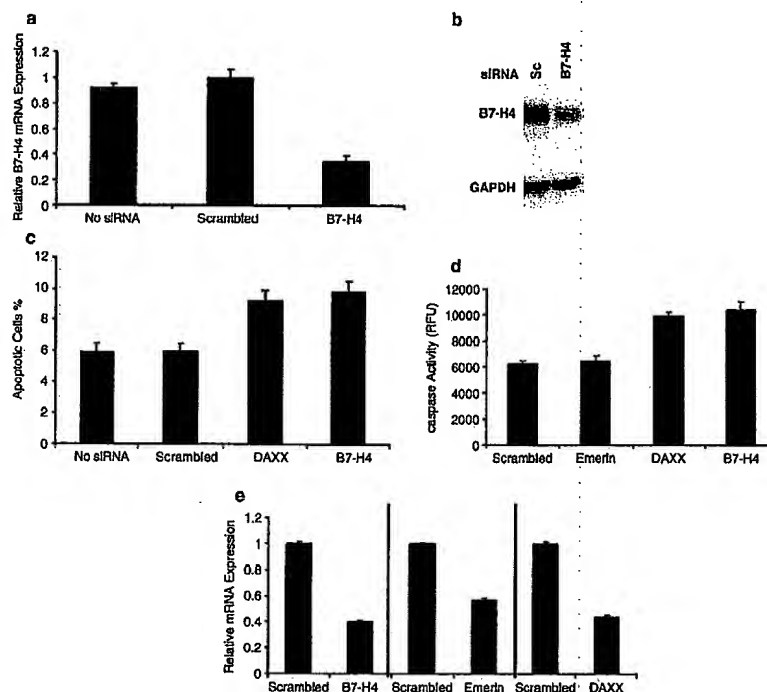 a
Relative B7-H4 mRNA Expression
1.2
1
0.8
0.6
0.4
0.2
0
No siRNA Scrambled B7-H4
b
siRNA Sc B7-H4
B7-H4
GAPDH
c
Apoptotic Cells %
12
10
8
6
4
2
0
No siRNA Scrambled DAXX B7-H4
d
caspase Activity (RFU)
12000
10000
8000
6000
4000
2000
0
Scrambled Emerin DAXX B7-H4
e
Relative mRNA Expression
1.2
1
0.8
0.6
0.4
0.2
0
Scrambled B7-H4 Scrambled Emerin Scrambled DAXX